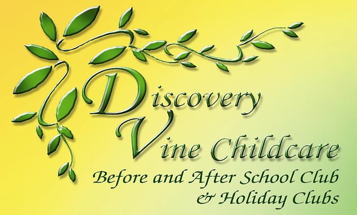 Discovery
Vine Childcare
Before and After School Club
& Holiday Clubs